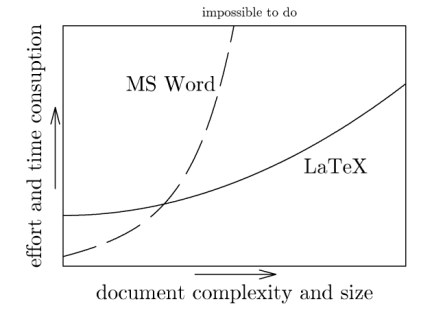 impossible to do
MS Word
LaTeX
effort and time consuption
document complexity and size